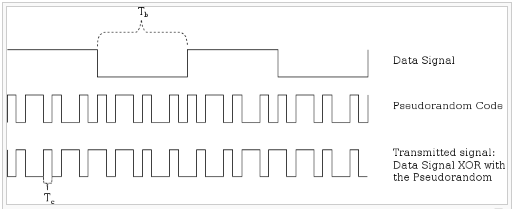 Tb
Data Signal
Pseudorandom Code
Transmitted signal:
Data Signal XOR with
the Pseudorandom
Tc